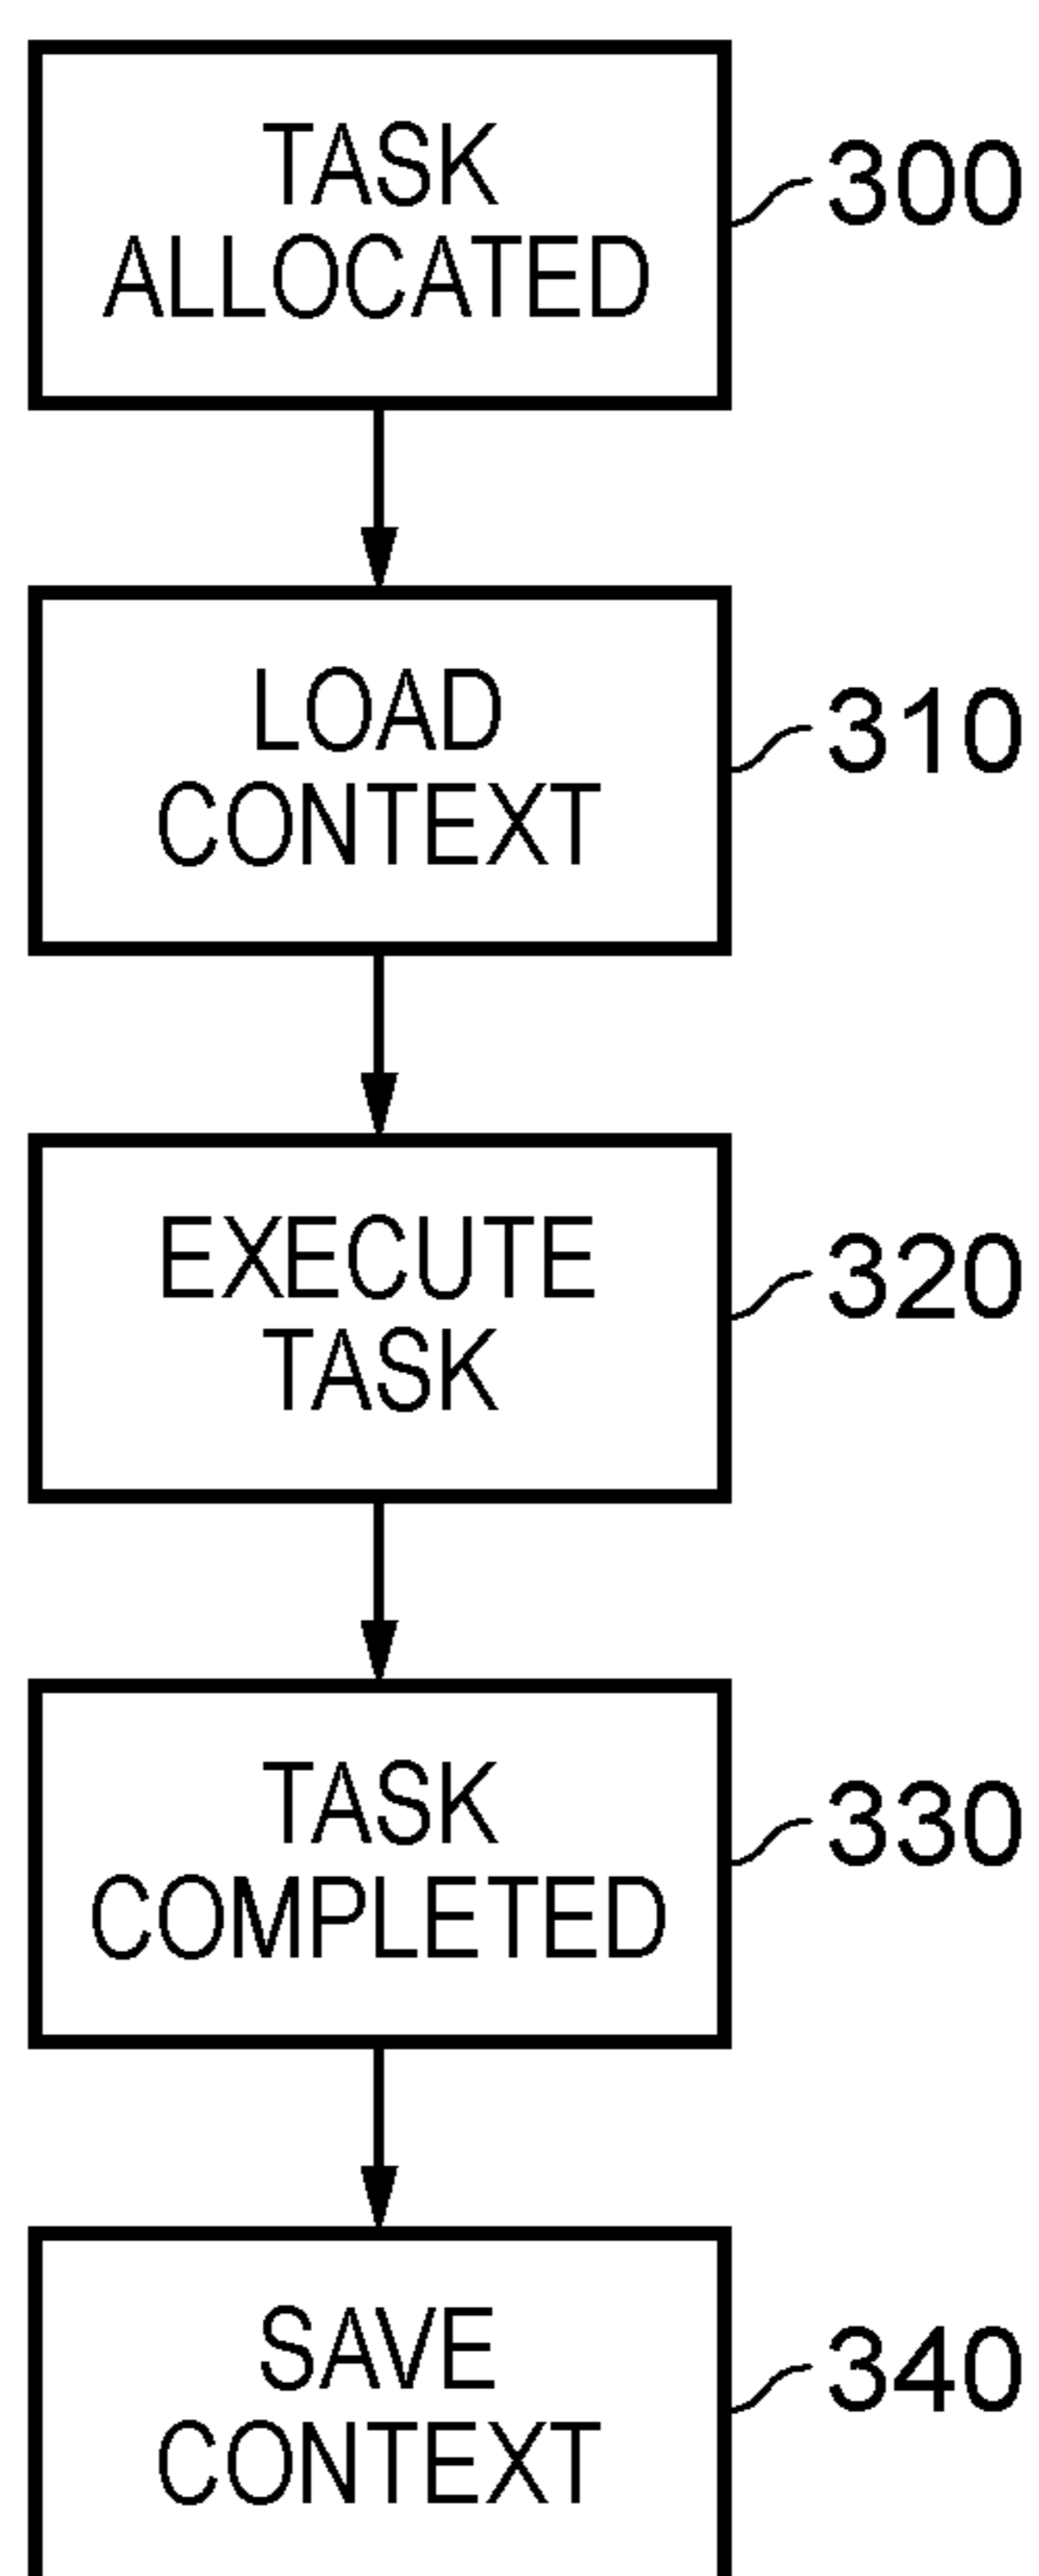 TASK
ALLOCATED
300
LOAD
CONTEXT
310
EXECUTE
TASK
320
TASK
COMPLETED
330
SAVE
CONTEXT
340